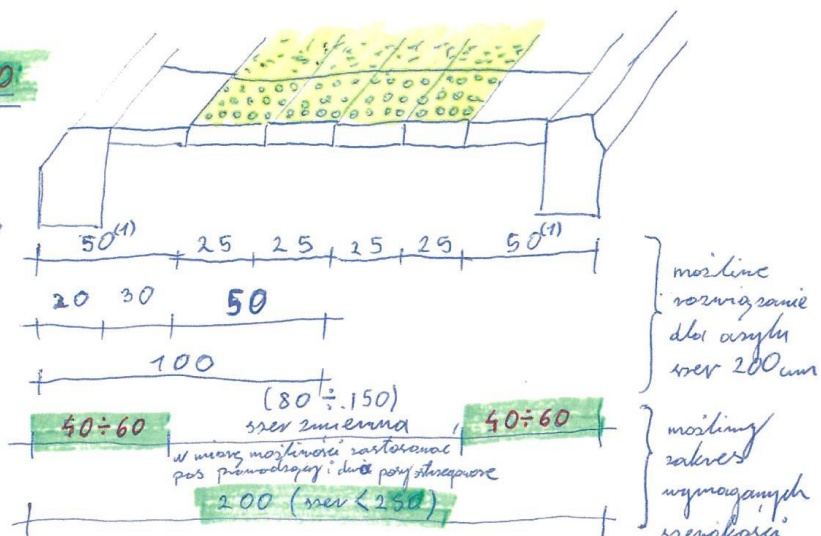 0
50(1) 25 25 25 25 50(1)
20 30 50
100
możliwe
rozwiązanie
dla azylu
szer 200 cm
(80 ÷ 150)
szer zmienna
40÷60
40÷60
w miarę możliwości zastosować
pas prowadzący i dwa pasy ostrzegawcze
200 (szer < 250)
możliwy
zakres
wymaganych
szerokości